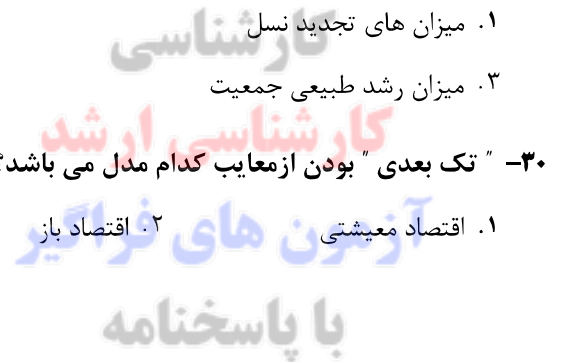 ۱. میزان های تجدید نسل
کارشناسی
۳. میزان رشد طبیعی جمعیت
کارشناسی ارشد
۳۰- " تک بعدی " بودن ازمعایب کدام مدل می باشد؟
۱. اقتصاد معیشتی ۲. اقتصاد باز
آزمون های فراگیر
با پاسخنامه